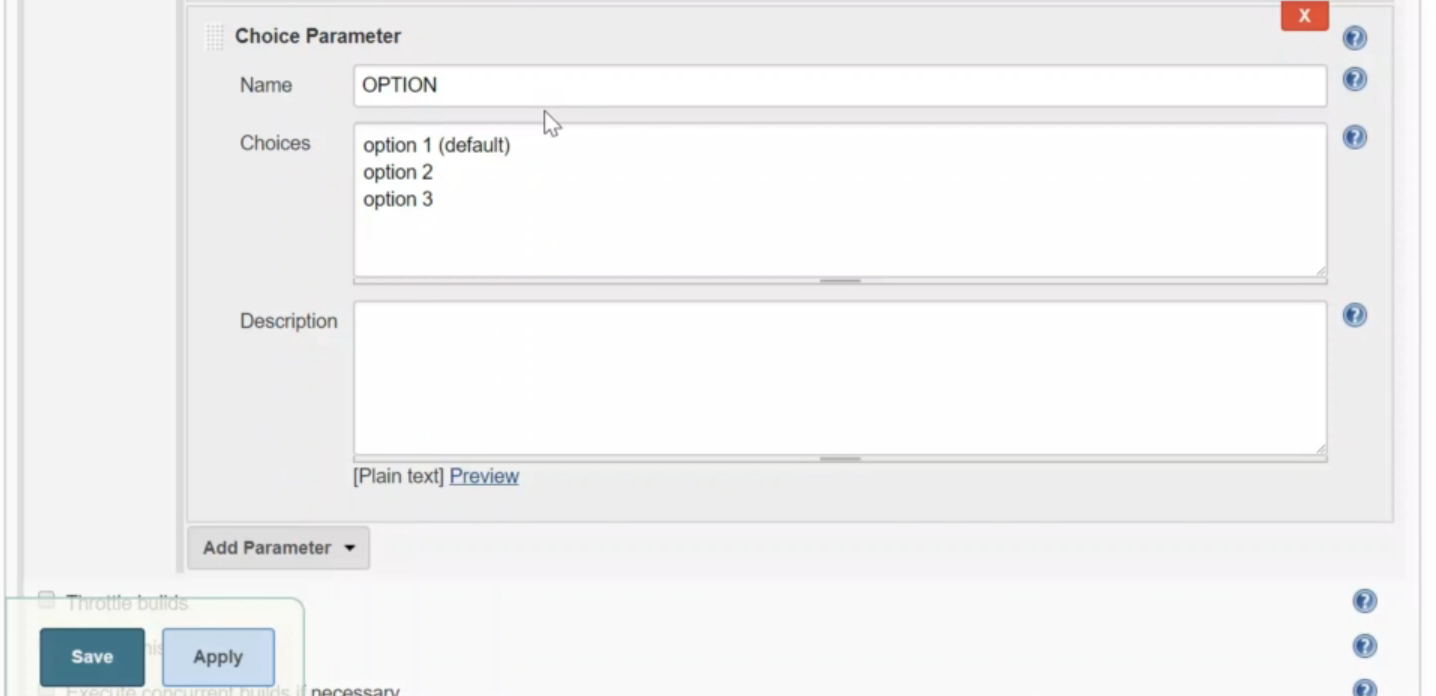 X
Choice Parameter
Name
OPTION
Choices
option 1 (default)
option 2
option 3
Description
[Plain text] Preview
Add Parameter
Throttle builds
Save
his
Apply
Execute concurrent builds if necessary